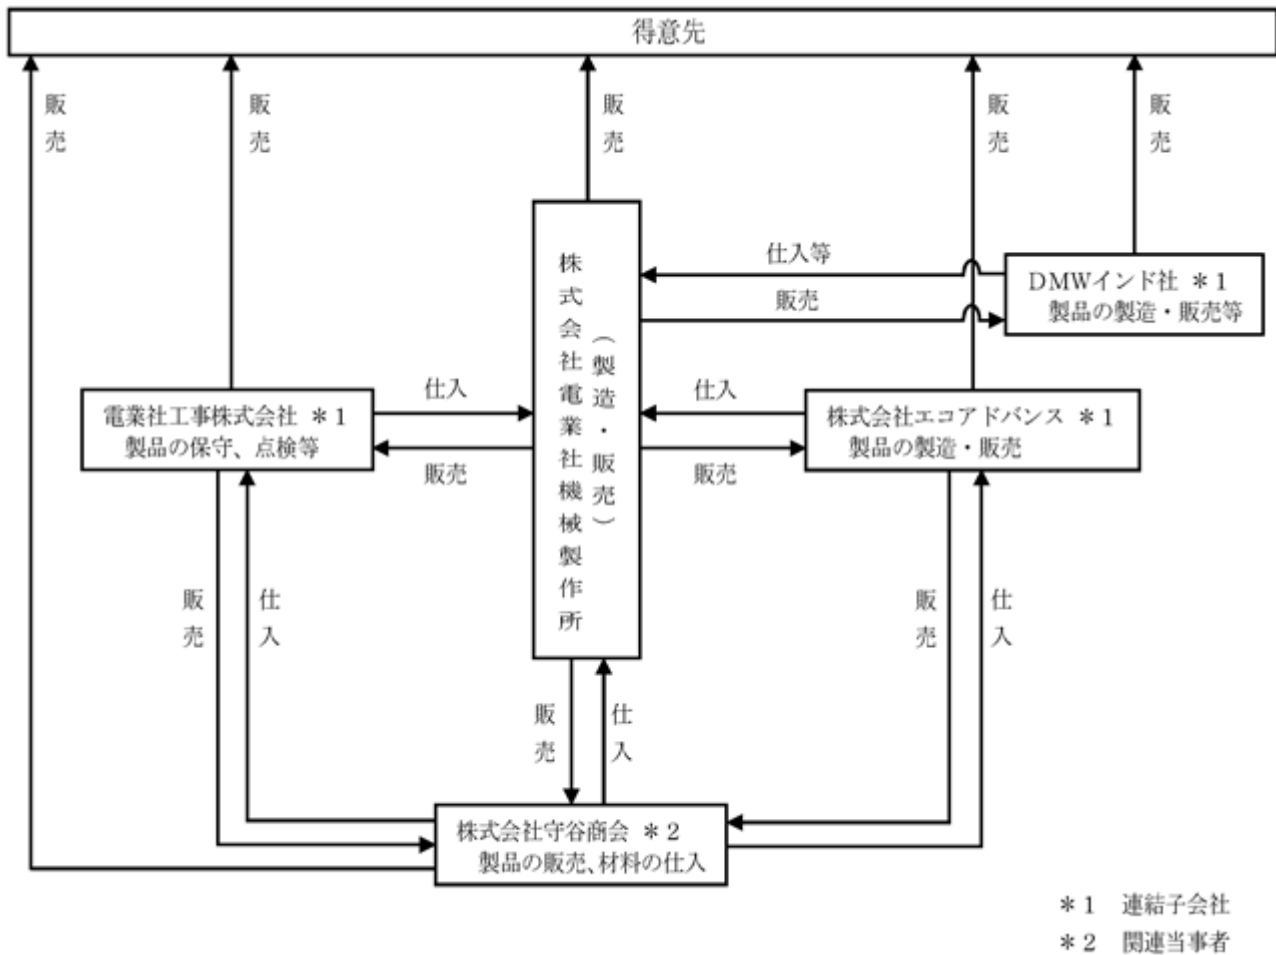 得意先
販売
販売
販売
販売
販売
株式会社電業社機械製作所
（製造・販売）
仕入等
販売
DMWインド社 ＊1
製品の製造・販売等
電業社工事株式会社 ＊1
製品の保守、点検等
仕入
販売
仕入
販売
株式会社エコアドバンス ＊1
製品の製造・販売
販売
仕入
販売
仕入
販売
仕入
株式会社守谷商会 ＊2
製品の販売、材料の仕入
＊1 連結子会社
＊2 関連当事者